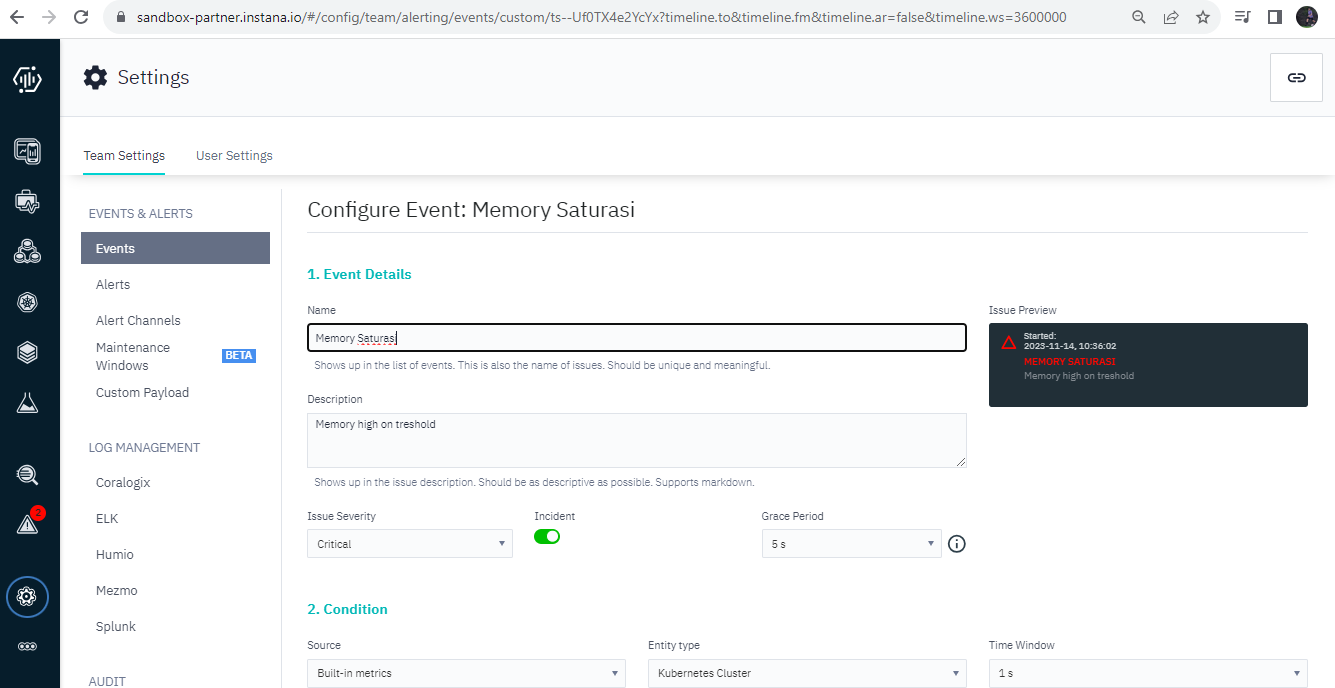 sandbox-partner.instana.io/#/config/team/alerting/events/custom/ts--Uf0TX4e2YcYx?timeline.to&timeline.fm&timeline.ar=false&timeline.ws=3600000
Settings
Team Settings
User Settings
EVENTS & ALERTS
Events
Alerts
Alert Channels
Maintenance
Windows
BETA
Custom Payload
LOG MANAGEMENT
Coralogix
ELK
Humio
Mezmo
Splunk
AUDIT
2
Configure Event: Memory Saturasi
1. Event Details
Name
Memory Saturasi
Shows up in the list of events. This is also the name of issues. Should be unique and meaningful.
Description
Memory high on treshold
Shows up in the issue description. Should be as descriptive as possible. Supports markdown.
Issue Severity
Critical
Incident
Grace Period
5 s
Issue Preview
Started:
2023-11-14, 10:36:02
MEMORY SATURASI
Memory high on treshold
2. Condition
Source
Built-in metrics
Entity type
Kubernetes Cluster
Time Window
1 s